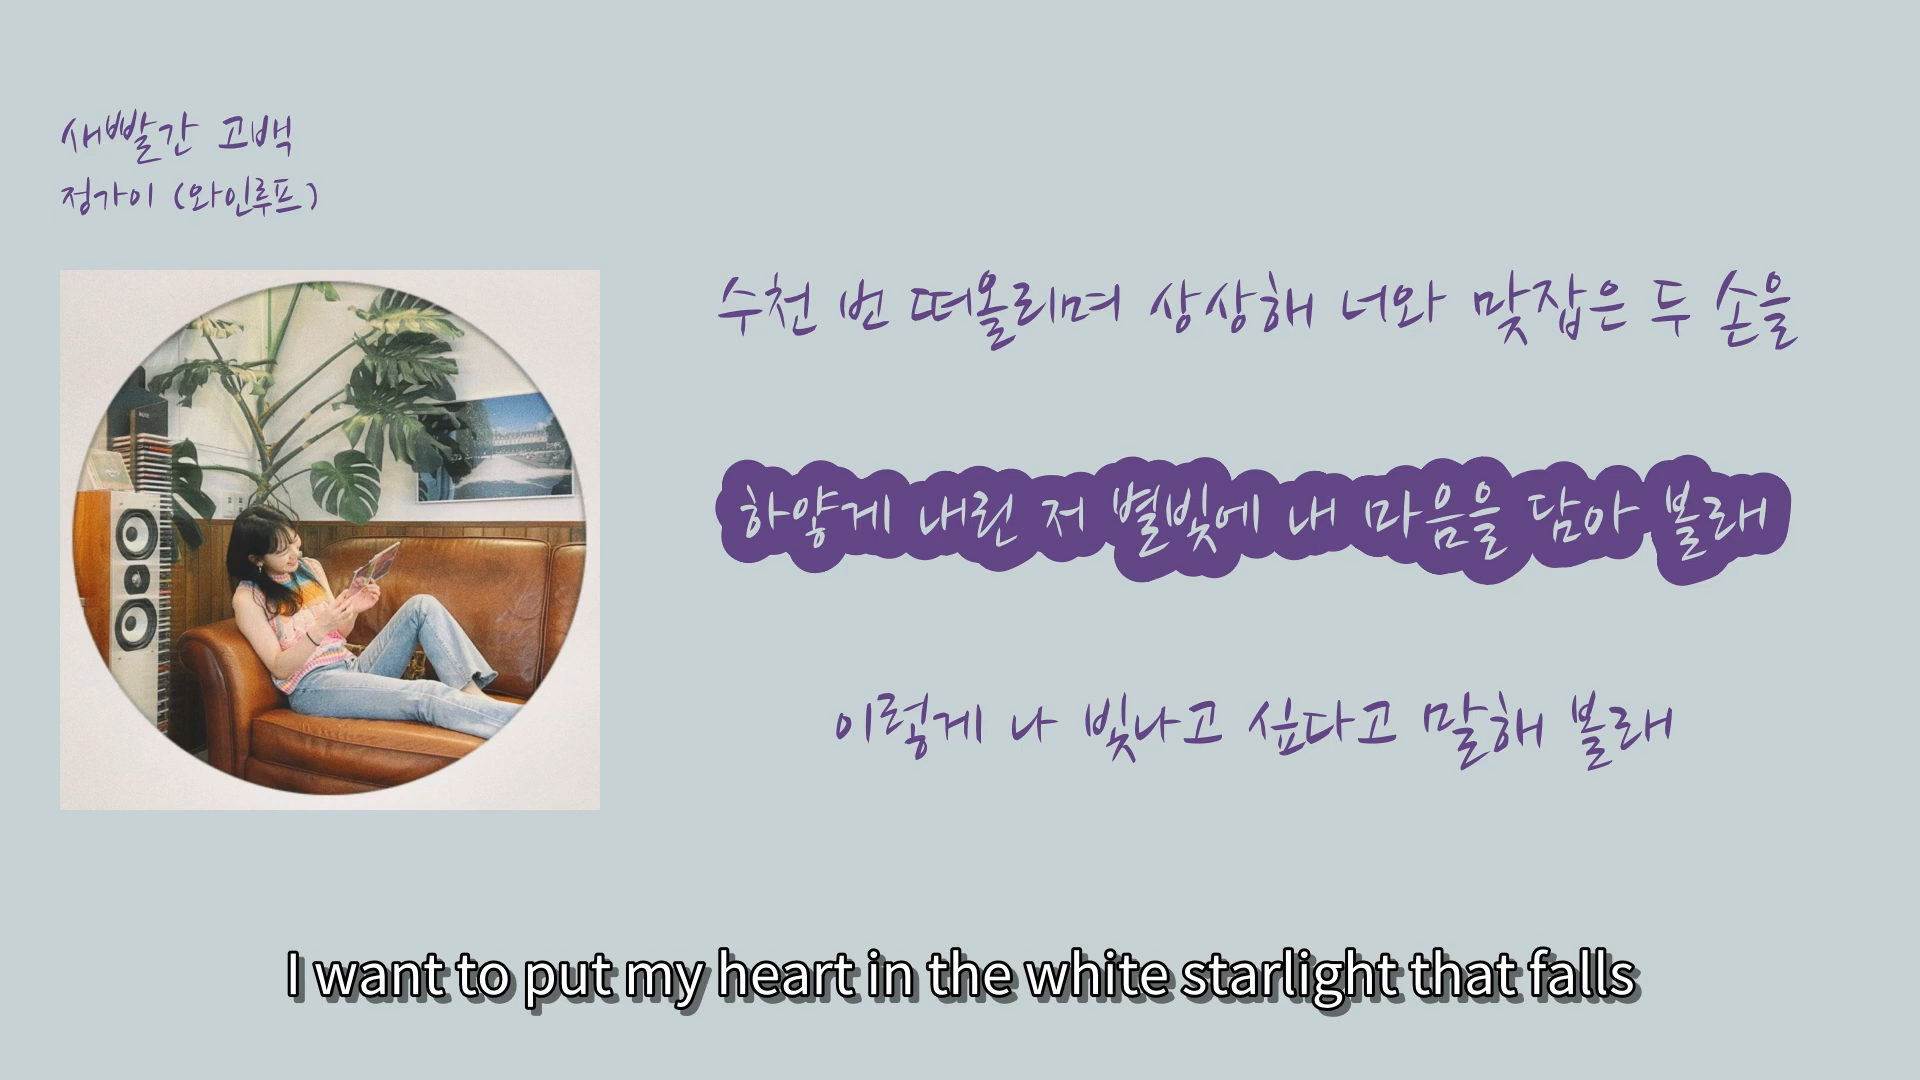 새빨간 고백
정가이 (와인루프)
수천 번 떠올리며 상상해 너와 맞잡은 두 손을
하얗게 내린 저 별빛에 내 마음을 담아 볼래
이렇게 나 빛나고 싶다고 말해 볼래
I want to put my heart in the white starlight that falls